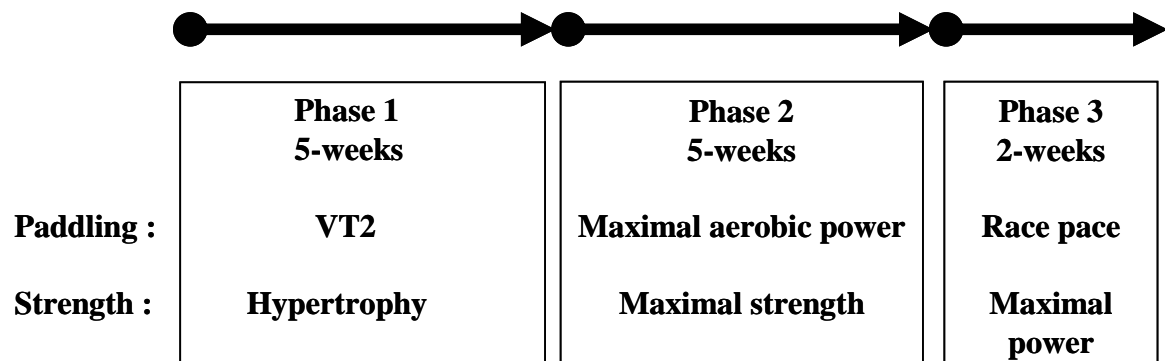 Phase 1 Phase 2 Phase 3
5-weeks 5-weeks 2-weeks
Paddling : VT2 Maximal aerobic power Race pace
Strength : Hypertrophy Maximal strength Maximal
power